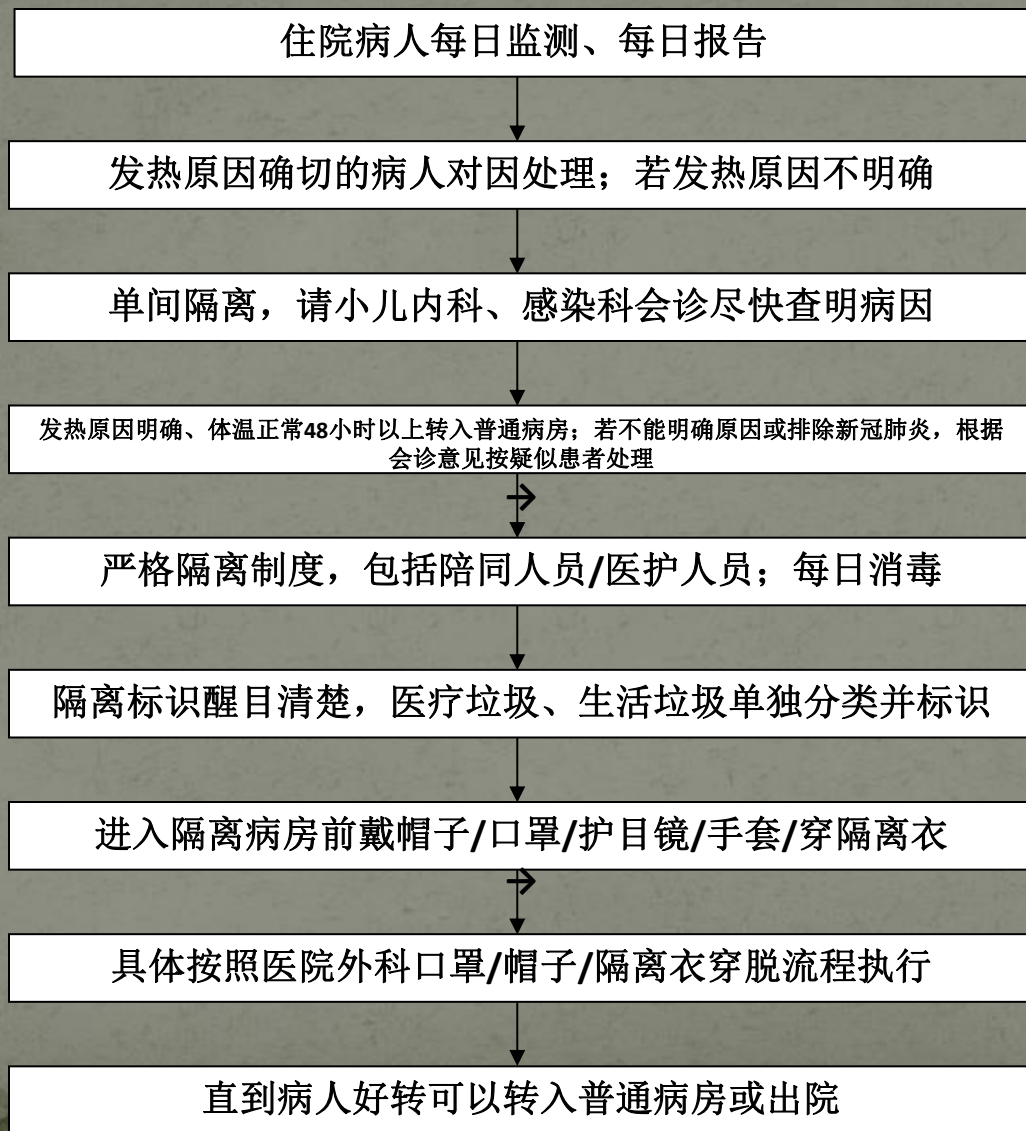 住院病人每日监测、每日报告
发热原因确切的病人对因处理；若发热原因不明确
单间隔离，请小儿内科、感染科会诊尽快查明病因
发热原因明确、体温正常48小时以上转入普通病房；若不能明确原因或排除新冠肺炎，根据
会诊意见按疑似患者处理
严格隔离制度，包括陪同人员/医护人员；每日消毒
隔离标识醒目清楚，医疗垃圾、生活垃圾单独分类并标识
进入隔离病房前戴帽子/口罩/护目镜/手套/穿隔离衣
具体按照医院外科口罩/帽子/隔离衣穿脱流程执行
直到病人好转可以转入普通病房或出院